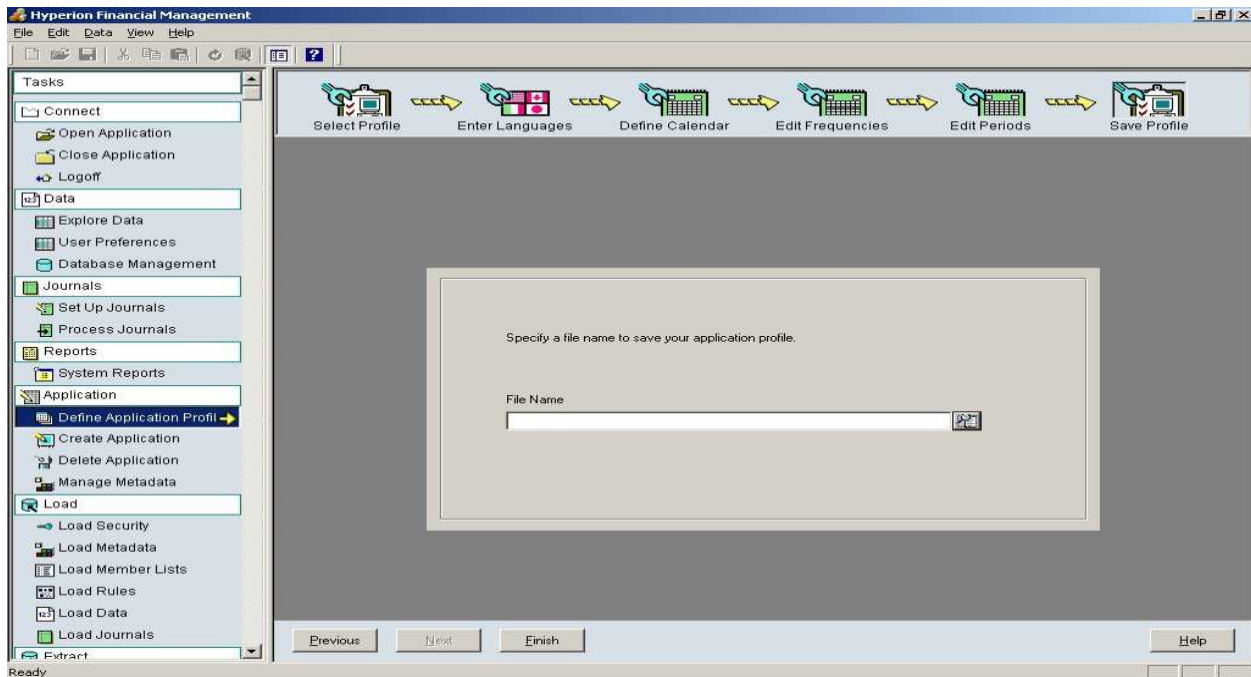 Hyperion Financial Management
File Edit Data View Help
Tasks
Connect
Open Application
Close Application
Logoff
Data
Explore Data
User Preferences
Database Management
Journals
Set Up Journals
Process Journals
Reports
System Reports
Application
Define Application Profil
Create Application
Delete Application
Manage Metadata
Load
Load Security
Load Metadata
Load Member Lists
Load Rules
Load Data
Load Journals
Extract
Select Profile
Enter Languages
Define Calendar
Edit Frequencies
Edit Periods
Save Profile
Specify a file name to save your application profile.
File Name
Previous Next Finish Help
Ready